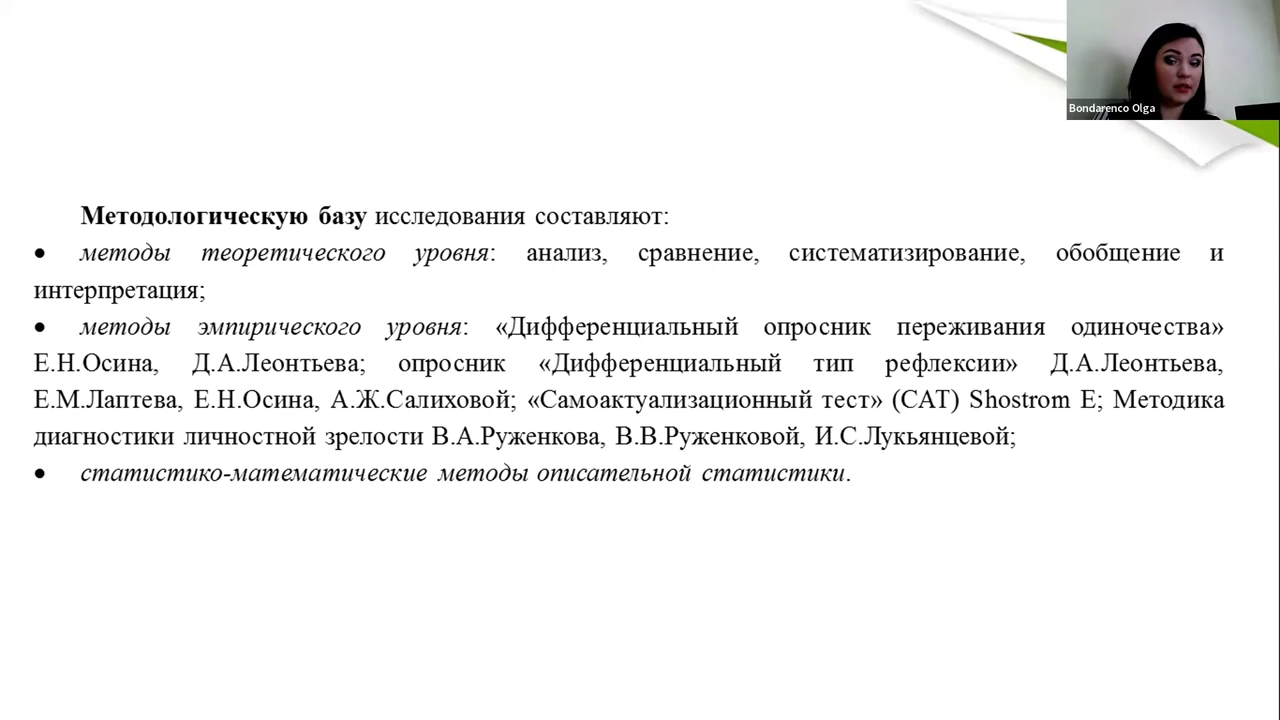 Bondarenco Olga
Методологическую базу исследования составляют:
• методы теоретического уровня: анализ, сравнение, систематизирование, обобщение и
интерпретация;
• методы эмпирического уровня: «Дифференциальный опросник переживания одиночества»
Е.Н.Осина, Д.А.Леонтьева; опросник «Дифференциальный тип рефлексии» Д.А.Леонтьева,
Е.М.Лаптева, Е.Н.Осина, А.Ж.Салиховой; «Самоактуализационный тест» (САТ) Shostrom E; Методика
диагностики личностной зрелости В.А.Руженкова, В.В.Руженковой, И.С.Лукьянцевой;
• статистико-математические методы описательной статистики.